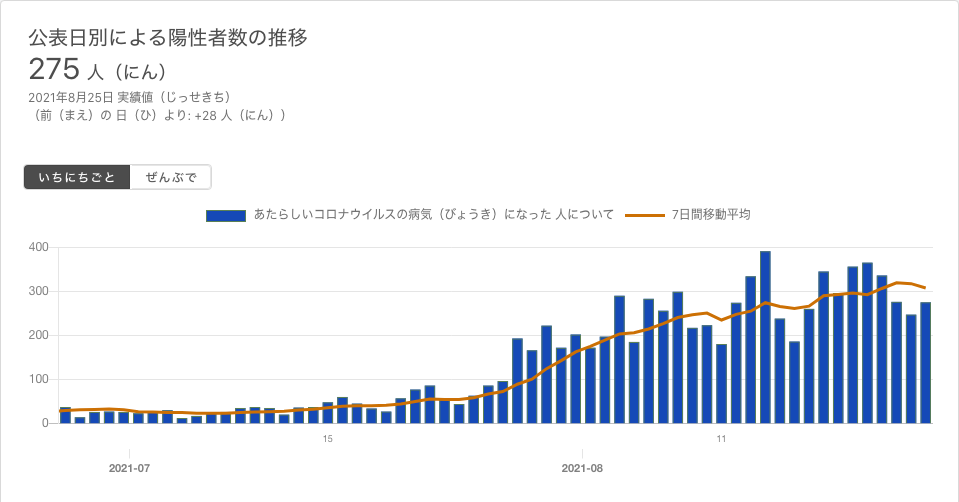 公表日別による陽性者数の推移
275 人（にん）
2021年8月25日 実績値（じっせきち）
（前（まえ）の 日（ひ）より: +28 人（にん））
いちにちごと ぜんぶで
あたらしいコロナウイルスの病気（びょうき）になった 人について 7日間移動平均
400
300
200
100
0
15 11
2021-07 2021-08